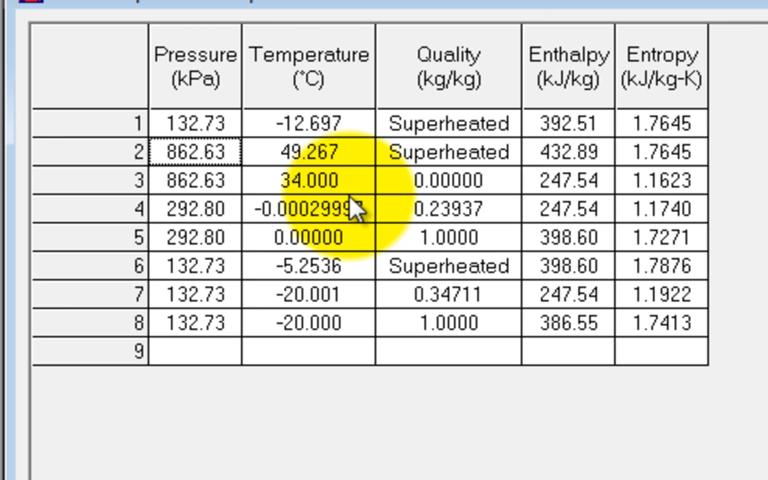 Pressure (kPa) Temperature (°C) Quality (kg/kg) Enthalpy (kJ/kg) Entropy (kJ/kg-K)
1 132.73 -12.697 Superheated 392.51 1.7645
2 862.63 49.267 Superheated 432.89 1.7645
3 862.63 34.000 0.00000 247.54 1.1623
4 292.80 0.23937 247.54 1.1740
5 292.80 0.00000 1.0000 398.60 1.7271
6 132.73 -5.2536 Superheated 398.60 1.7876
7 132.73 -20.001 0.34711 247.54 1.1922
8 132.73 -20.000 1.0000 386.55 1.7413
9